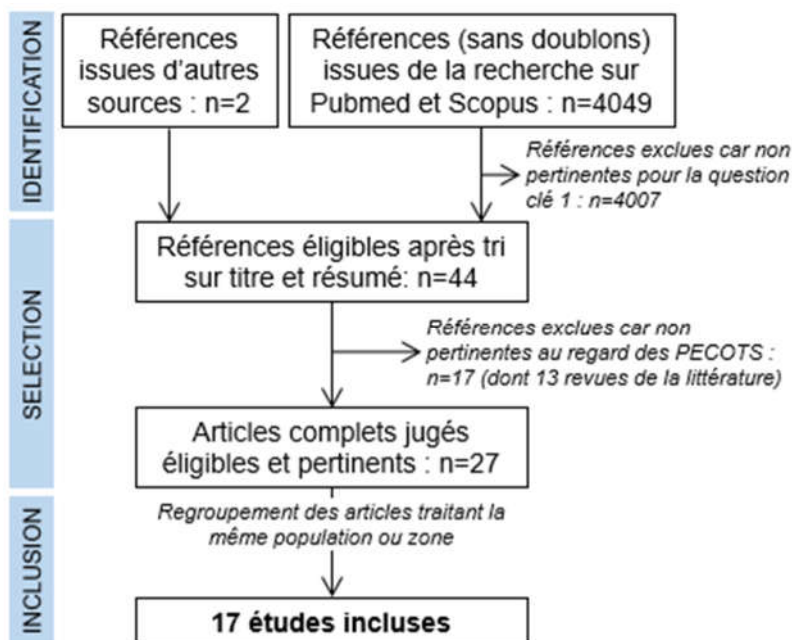 IDENTIFICATION
Références
issues d'autres
sources : n=2
Références (sans doublons)
issues de la recherche sur
Pubmed et Scopus : n=4049
Références exclues car non
pertinentes pour la question
clé 1 : n=4007
SELECTION
Références éligibles après tri
sur titre et résumé: n=44
Références exclues car non
pertinentes au regard des PECOTS :
n=17 (dont 13 revues de la littérature)
Articles complets jugés
éligibles et pertinents : n=27
INCLUSION
Regroupement des articles traitant la
même population ou zone
17 études incluses